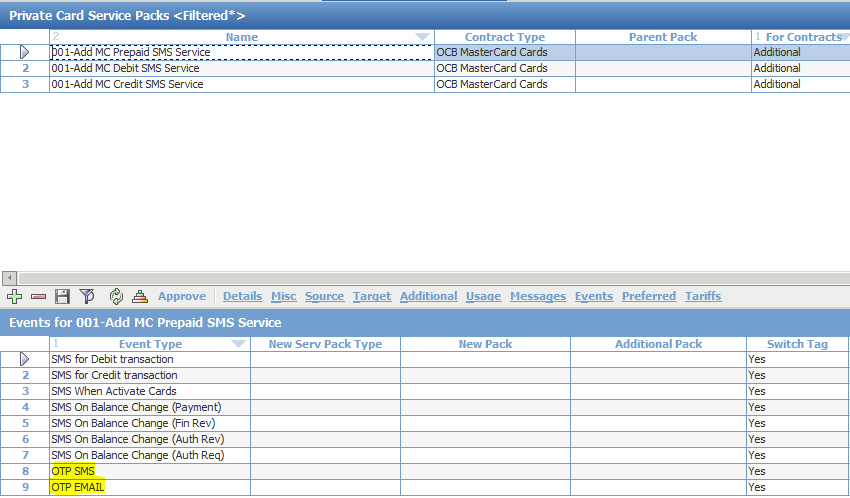 Private Card Service Packs <Filtered*>
2 Name Contract Type Parent Pack 1 For Contracts
001-Add MC Prepaid SMS Service OCB MasterCard Cards Additional
2 001-Add MC Debit SMS Service OCB MasterCard Cards Additional
3 001-Add MC Credit SMS Service OCB MasterCard Cards Additional
Approve Details Misc Source Target Additional Usage Messages Events Preferred Tariffs
Events for 001-Add MC Prepaid SMS Service
1 Event Type New Serv Pack Type New Pack Additional Pack Switch Tag
SMS for Debit transaction Yes
2 SMS for Credit transaction Yes
3 SMS When Activate Cards Yes
4 SMS On Balance Change (Payment) Yes
5 SMS On Balance Change (Fin Rev) Yes
6 SMS On Balance Change (Auth Rev) Yes
7 SMS On Balance Change (Auth Req) Yes
8 OTP SMS Yes
9 OTP EMAIL Yes